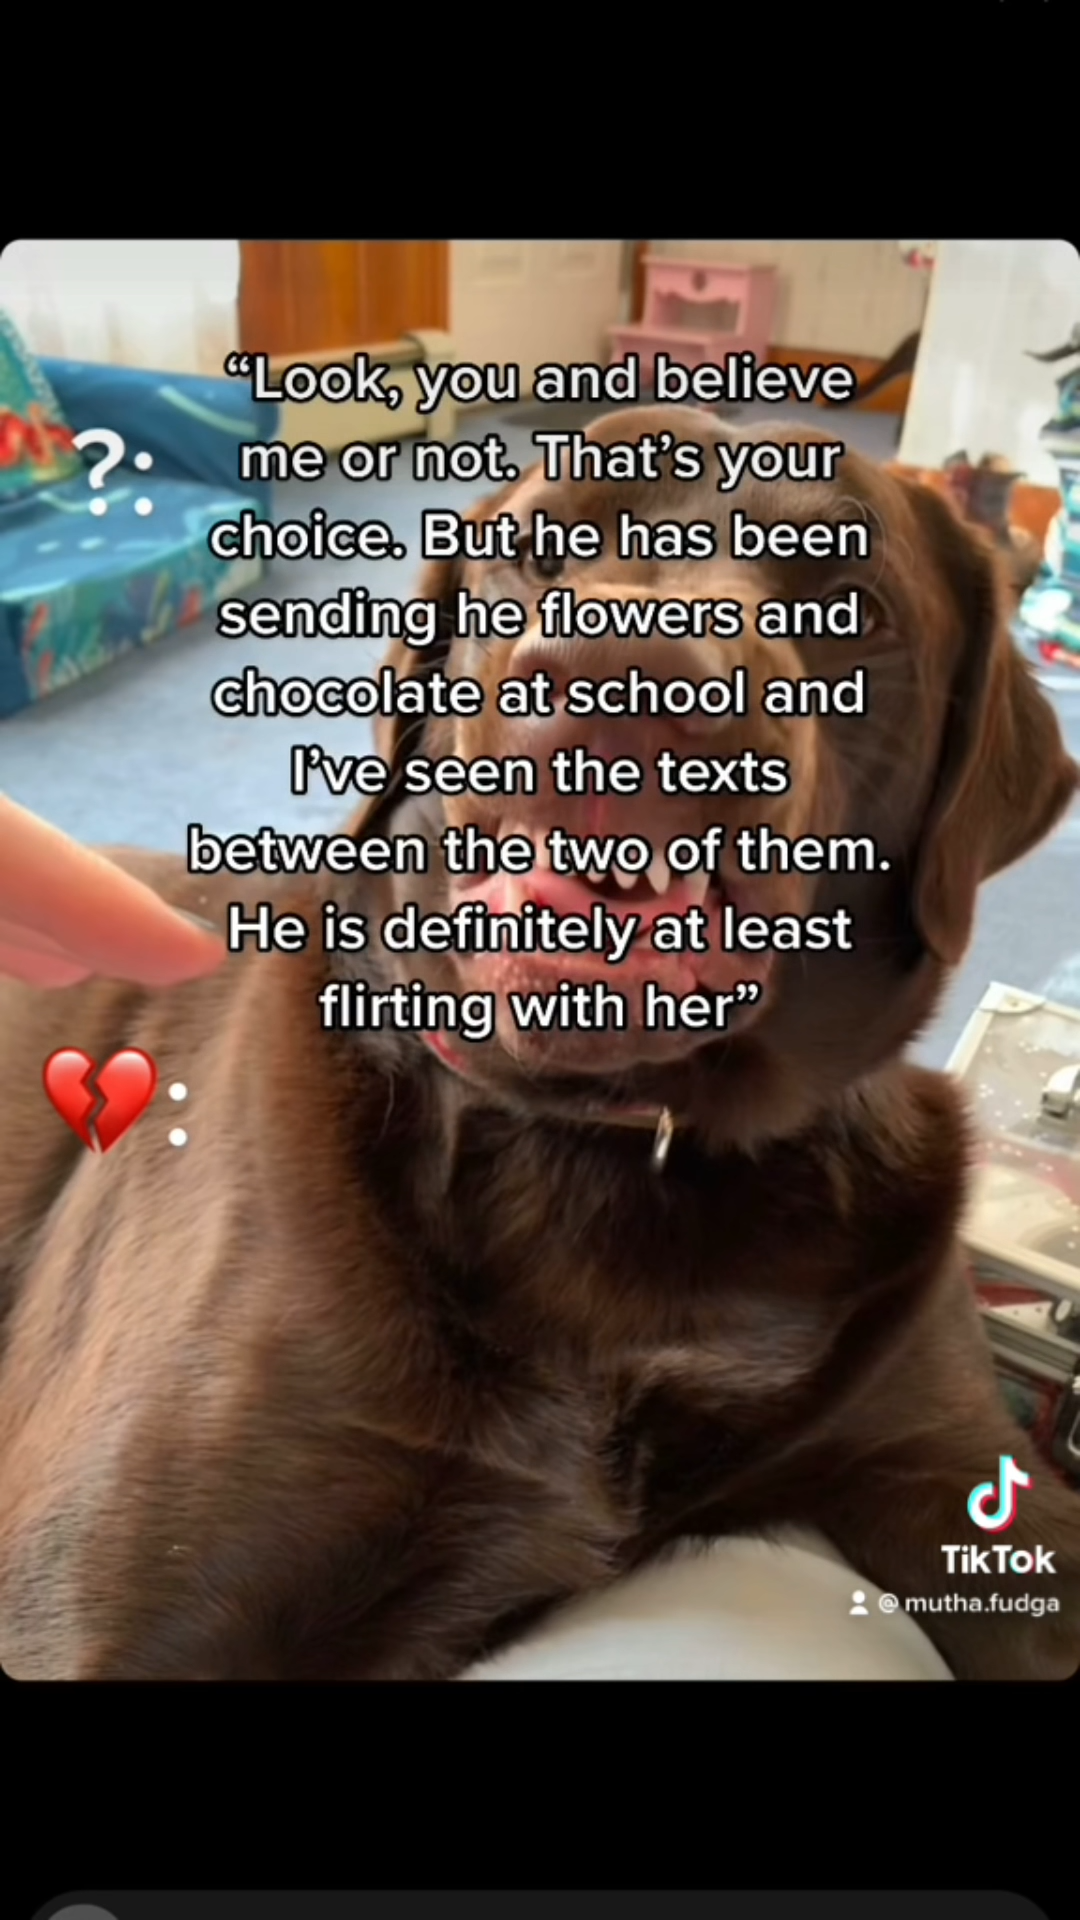 “Look, you and believe
?:
me or not. That’s your
choice. But he has been
sending he flowers and
chocolate at school and
I’ve seen the texts
between the two of them.
He is definitely at least
flirting with her”
💔:
TikTok
@mutha.fudga